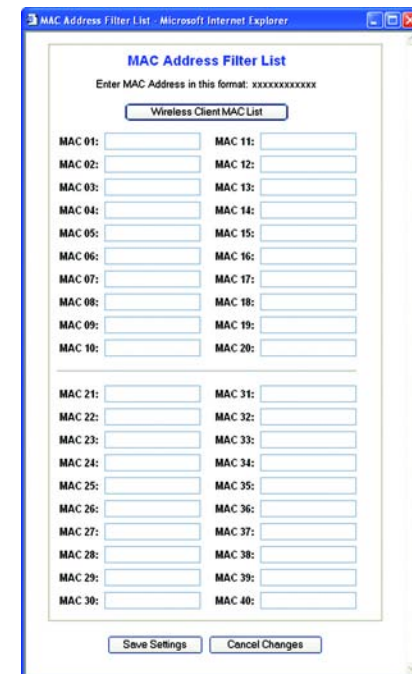 MAC Address Filter List - Microsoft Internet Explorer
MAC Address Filter List
Enter MAC Address in this format: xxxxxxxxxxxx
Wireless Client MAC List
MAC 01: MAC 11:
MAC 02: MAC 12:
MAC 03: MAC 13:
MAC 04: MAC 14:
MAC 05: MAC 15:
MAC 06: MAC 16:
MAC 07: MAC 17:
MAC 08: MAC 18:
MAC 09: MAC 19:
MAC 10: MAC 20:
MAC 21: MAC 31:
MAC 22: MAC 32:
MAC 23: MAC 33:
MAC 24: MAC 34:
MAC 25: MAC 35:
MAC 26: MAC 36:
MAC 27: MAC 37:
MAC 28: MAC 38:
MAC 29: MAC 39:
MAC 30: MAC 40:
Save Settings Cancel Changes